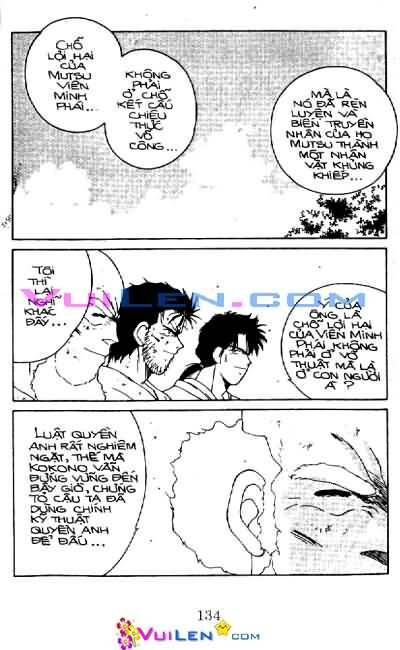 CHỖ
LỢI HẠI
CỦA
MUTSU
VIÊN
MINH
PHÁI...
KHÔNG
PHẢI
Ở CHỖ
KẾT CẤU
CHIÊU
THỨC
VÕ
CÔNG...
MÀ LÀ
NÓ ĐÃ RÈN
LUYỆN VÀ
BIẾN TRUYỀN
NHÂN CỦA HỌ
MUTSU THÀNH
MỘT NHÂN
VẬT KHỦNG
KHIẾP...
TÔI
THÌ
LẠI
NGHĨ
KHÁC
ĐẤY...
Ý CỦA
ÔNG LÀ
CHỖ LỢI HẠI
CỦA VIÊN MINH
PHÁI KHÔNG
PHẢI Ở VÕ
THUẬT MÀ LÀ
Ở CON NGƯỜI
Ạ?
VUILEN.COM
LUẬT QUYỀN
ANH RẤT NGHIÊM
NGẶT, THẾ MÀ
KOKONO VẪN
ĐỨNG VỮNG ĐẾN
BÂY GIỜ, CHỨNG
TỎ CẬU TA ĐÃ
DÙNG CHÍNH
KỸ THUẬT
QUYỀN ANH
ĐỂ ĐẤU...
134
VUILEN.COM